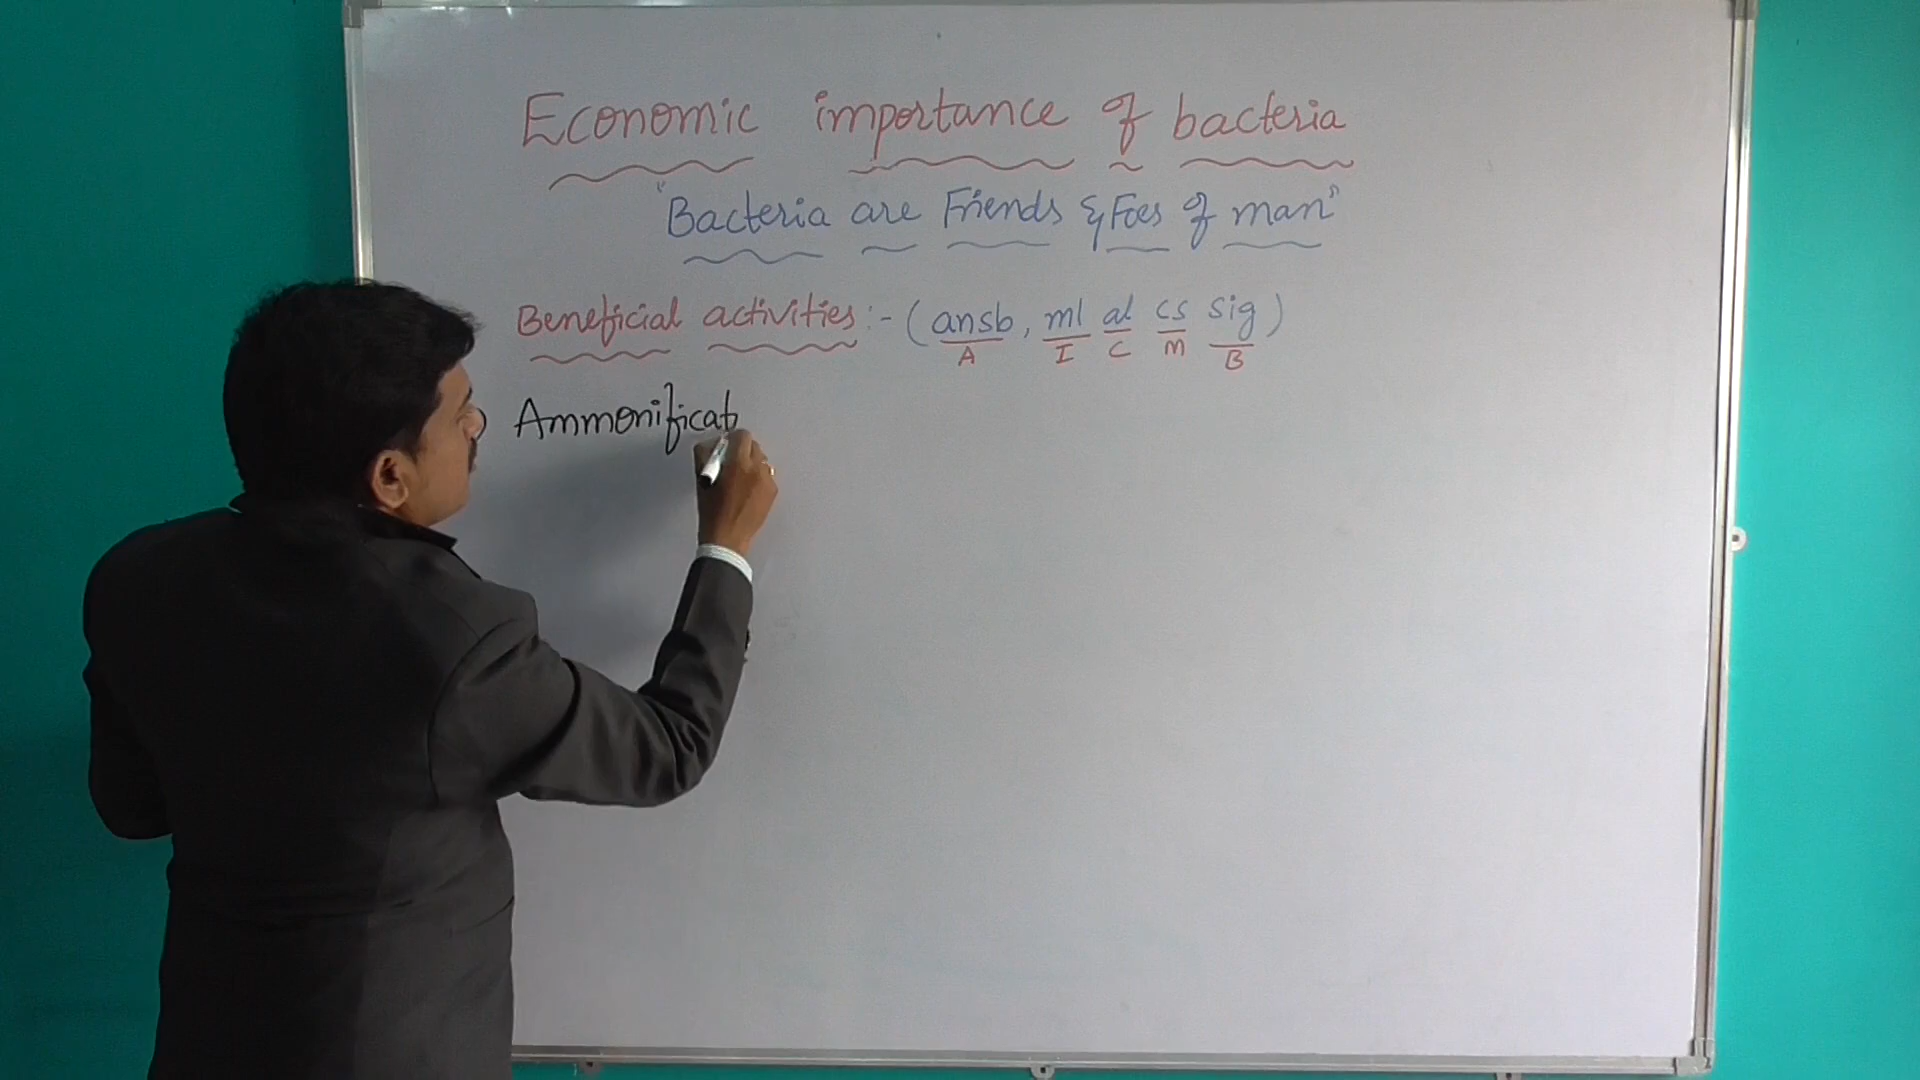 Economic importance of bacteria
"Bacteria are Friends & Foes of man"
Beneficial activities :- (ansb, ml al cs sig)
A I C M B
Ammonificat